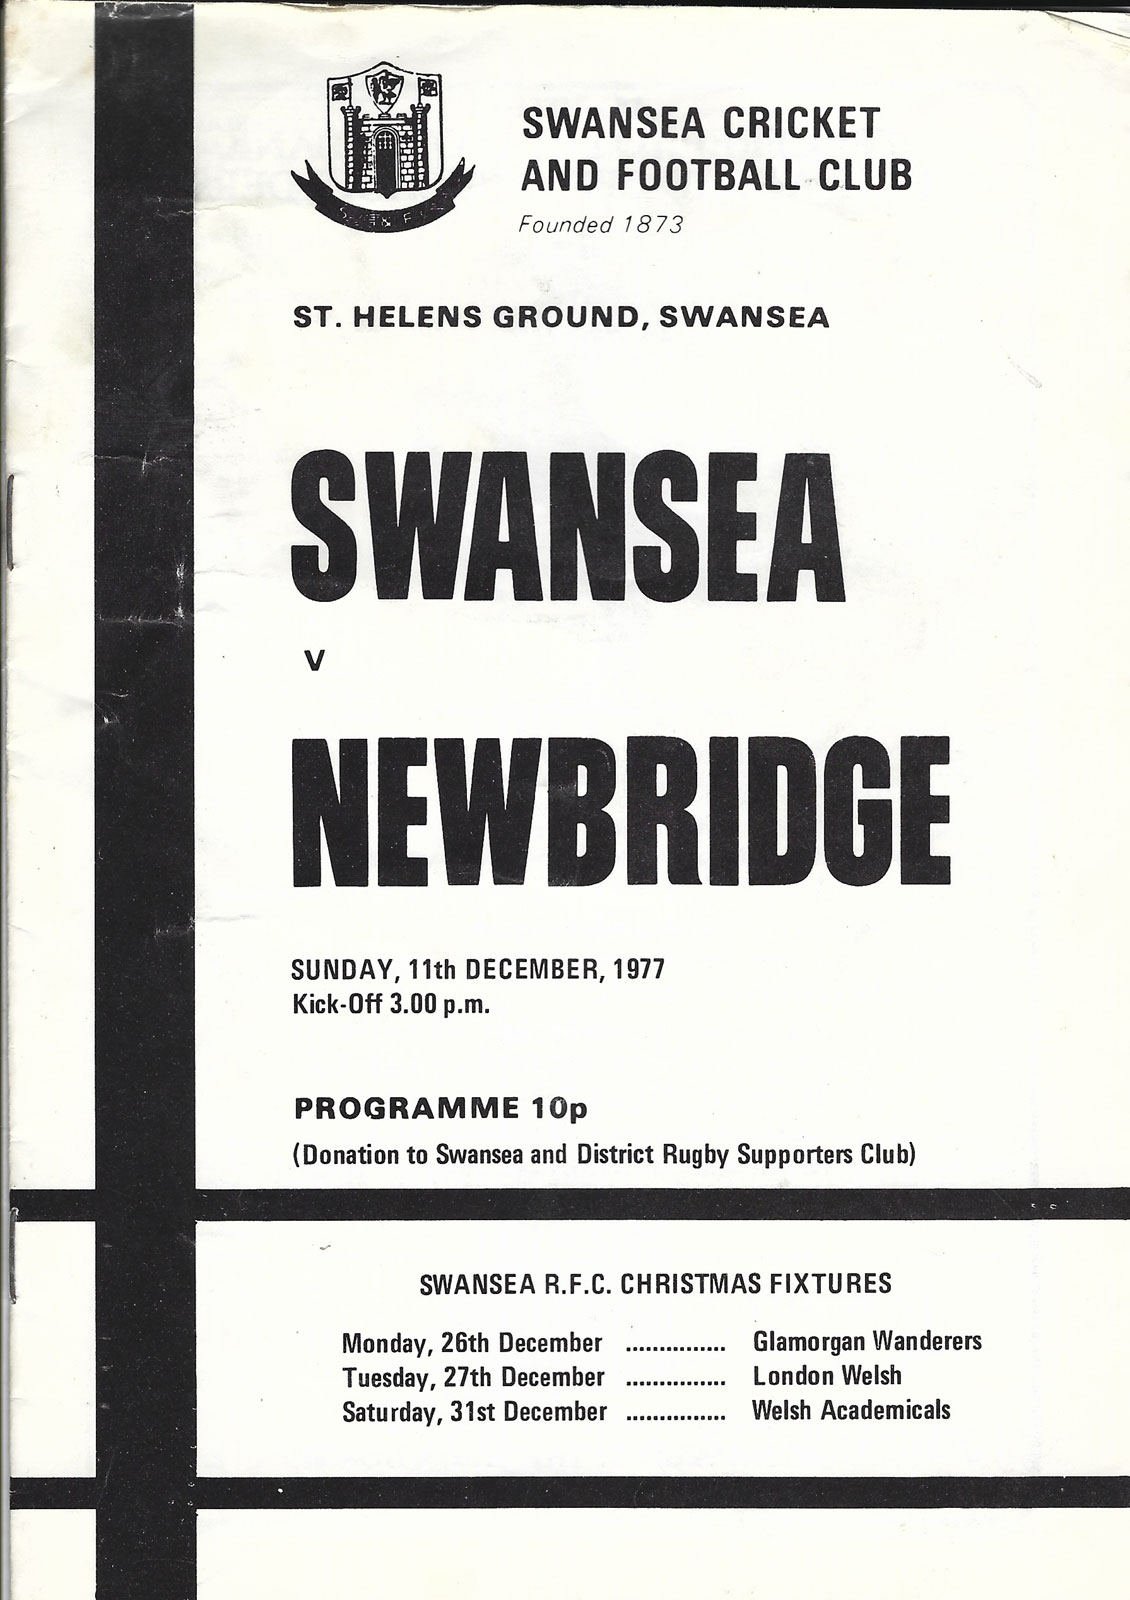 SWANSEA CRICKET
AND FOOTBALL CLUB
Founded 1873
ST. HELENS GROUND, SWANSEA
SWANSEA
v
NEWBRIDGE
SUNDAY, 11th DECEMBER, 1977
Kick-Off 3.00 p.m.
PROGRAMME 10p
(Donation to Swansea and District Rugby Supporters Club)
SWANSEA R.F.C. CHRISTMAS FIXTURES
Monday, 26th December ............... Glamorgan Wanderers
Tuesday, 27th December ............... London Welsh
Saturday, 31st December ............... Welsh Academicals